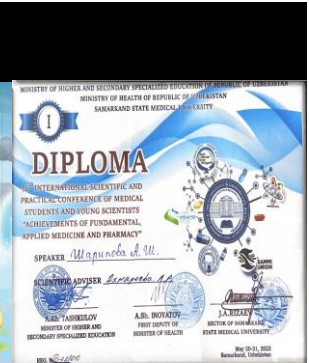 MINISTRY OF HIGHER AND SECONDARY SPECIALIZED EDUCATION OF REPUBLIC OF UZBEKISTAN
MINISTRY OF HEALTH OF REPUBLIC OF UZBEKISTAN
SAMARKAND STATE MEDICAL UNIVERSITY
I
DIPLOMA
INTERNATIONAL SCIENTIFIC AND
PRACTICAL CONFERENCE OF MEDICAL
STUDENTS AND YOUNG SCIENTISTS
"ACHIEVEMENTS OF FUNDAMENTAL,
APPLIED MEDICINE AND PHARMACY"
SPEAKER Шарипова А. Ш.
SCIENTIFIC ADVISER
A.Kh. TASHKULOV
MINISTER OF HIGHER AND
SECONDARY SPECIALIZED EDUCATION
A.Sh. INOYATOV
FIRST DEPUTY OF
MINISTER OF HEALTH
J.A.RIZAEV
RECTOR OF SAMARKAND
STATE MEDICAL UNIVERSITY
May 20-21, 2022
Samarkand, Uzbekistan
REG.